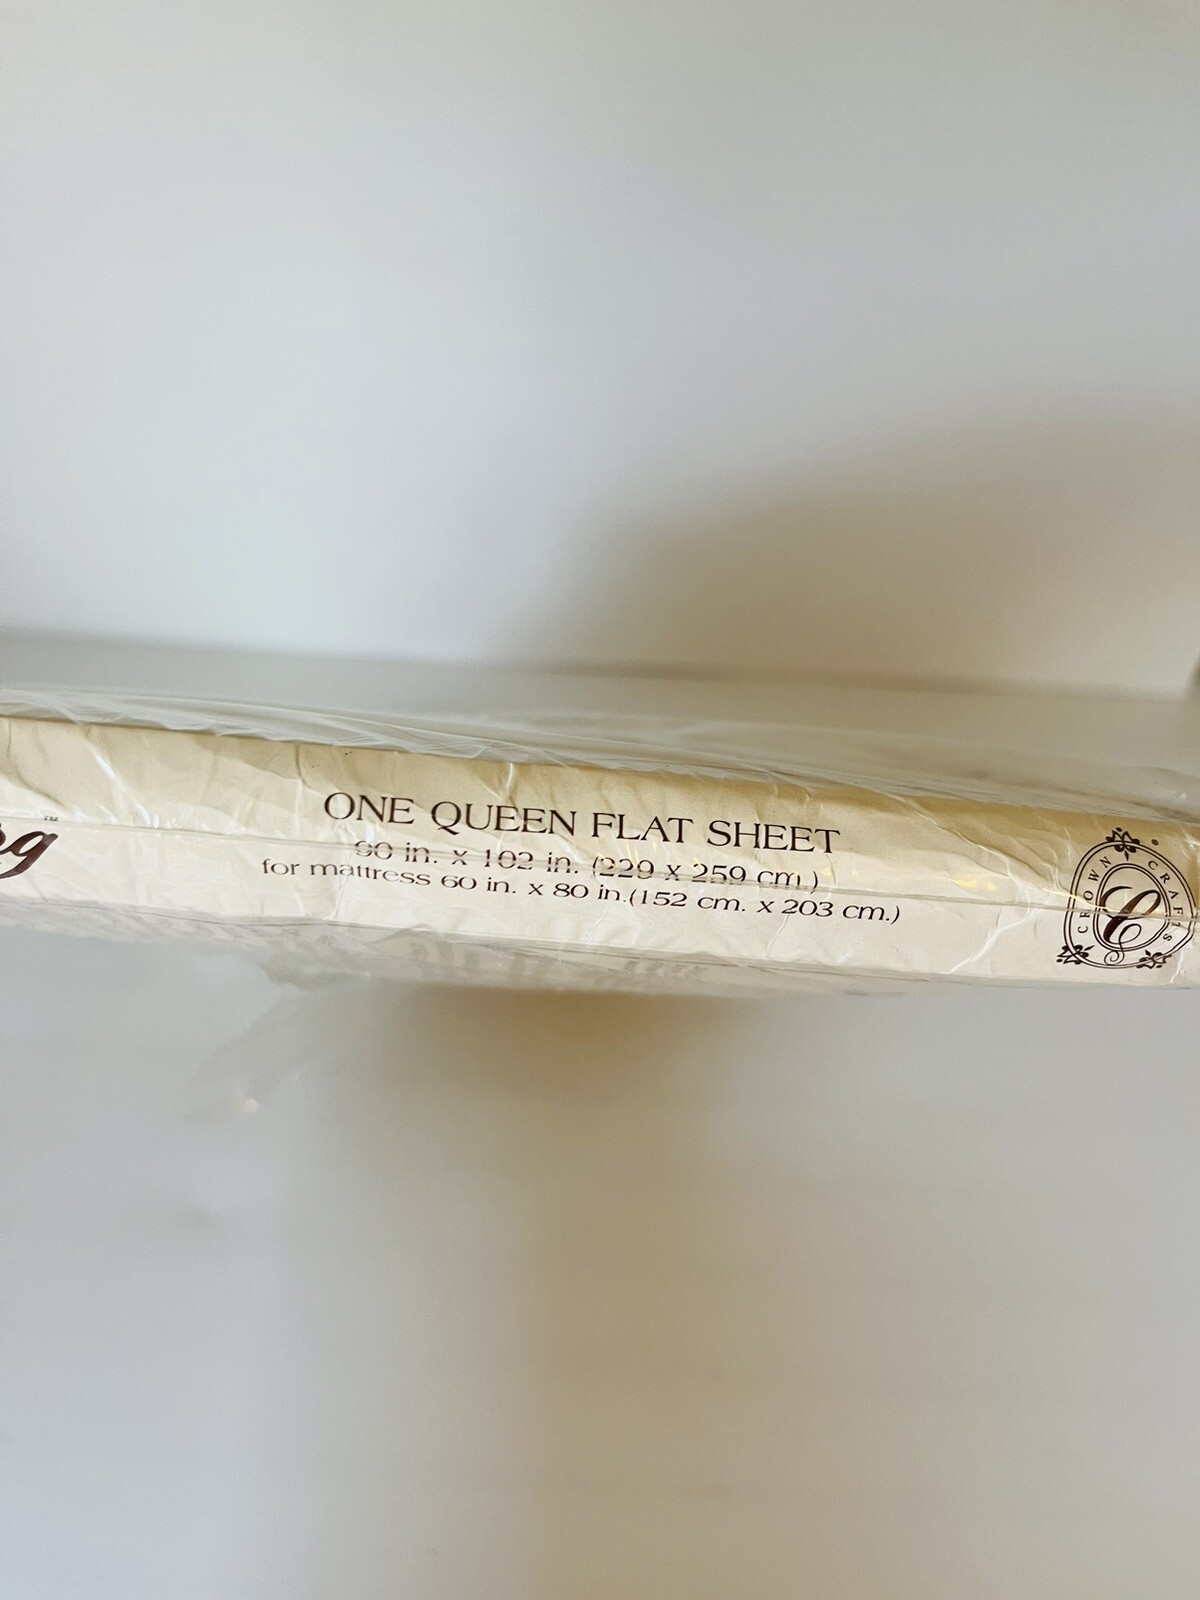 ONE QUEEN FLAT SHEET
90 in. x 102 in. (229 x 259 cm.)
for mattress 60 in. x 80 in.(152 cm. x 203 cm.)
CROWN CRAFTS ®
C